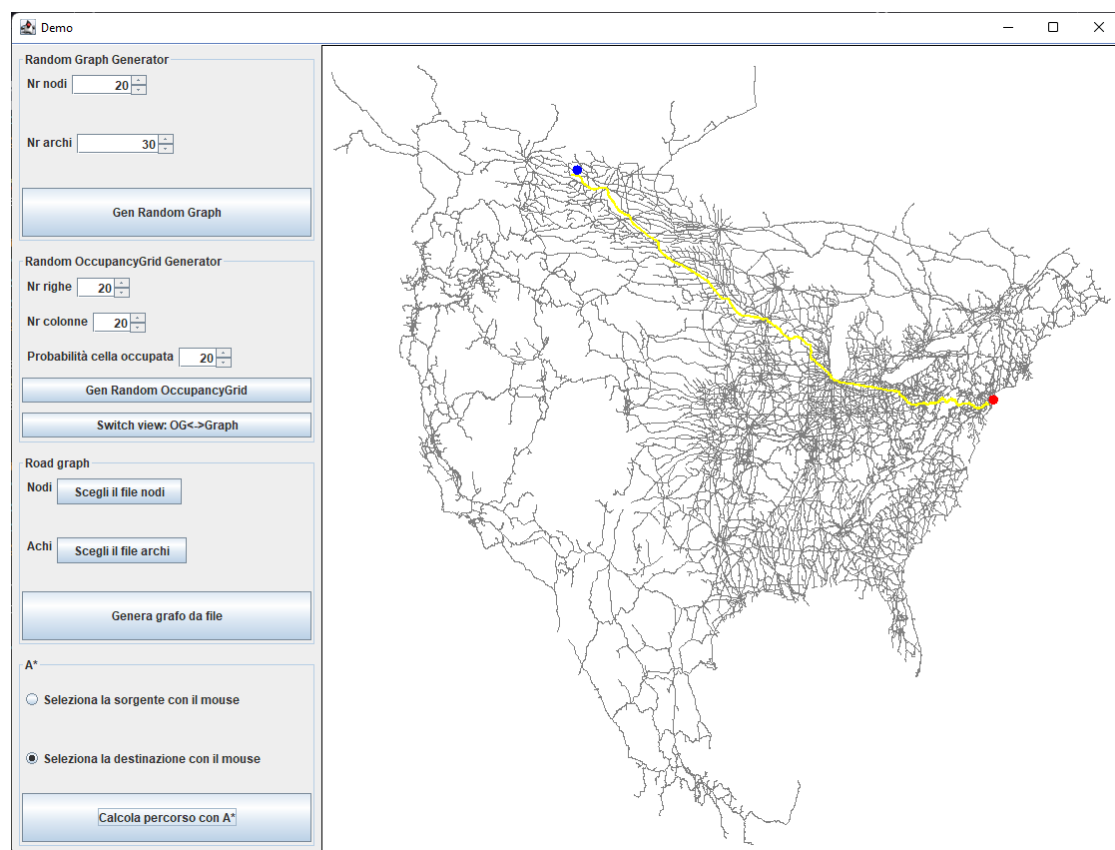 Demo
Random Graph Generator
Nr nodi 20
Nr archi 30
Gen Random Graph
Random OccupancyGrid Generator
Nr righe 20
Nr colonne 20
Probabilità cella occupata 20
Gen Random OccupancyGrid
Switch view: OG<->Graph
Road graph
Nodi Scegli il file nodi
Achi Scegli il file archi
Genera grafo da file
A*
Seleziona la sorgente con il mouse
Seleziona la destinazione con il mouse
Calcola percorso con A*